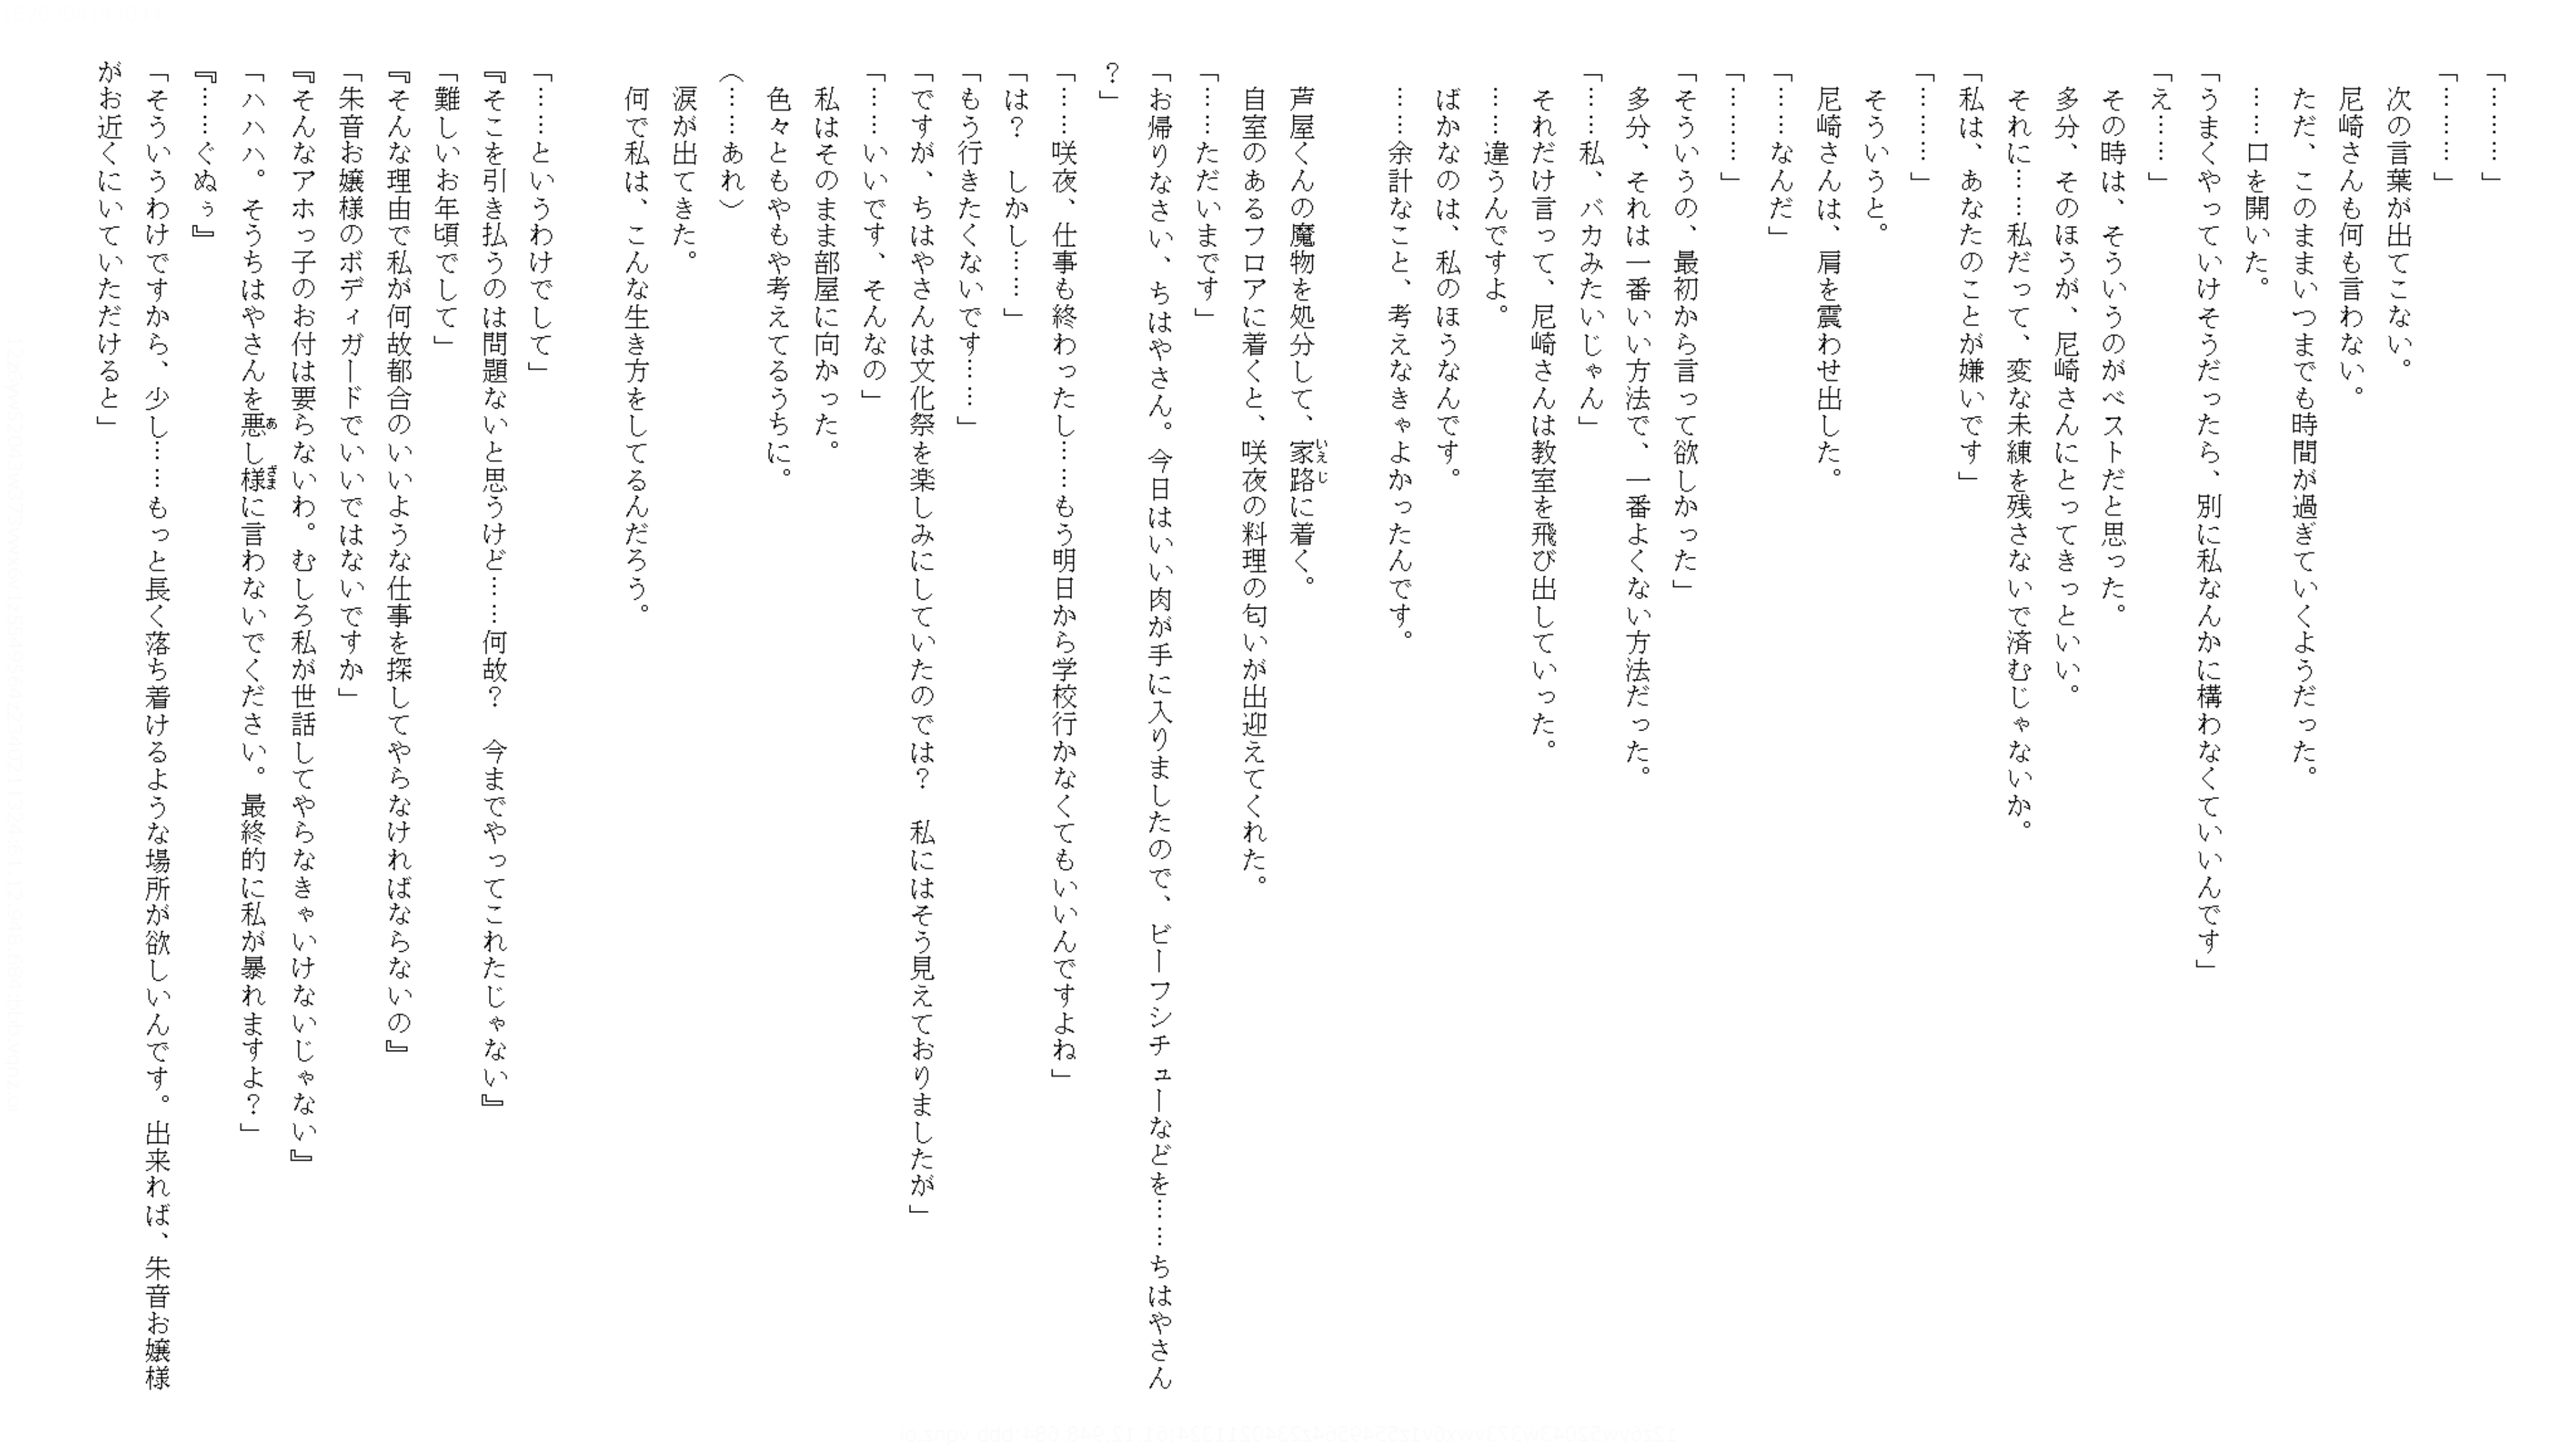 「…………」
「…………」
次の言葉が出てこない。
尼崎さんも何も言わない。
ただ、このままいつまでも時間が過ぎていくようだった。
……口を開いた。
「うまくやっていけそうだったら、別に私なんかに構わなくていいんです」
「え……」
その時は、そういうのがベストだと思った。
多分、そのほうが、尼崎さんにとってきっといい。
それに……私だって、変な未練を残さないで済むじゃないか。
「私は、あなたのことが嫌いです」
「…………」
そういうと。
尼崎さんは、肩を震わせ出した。
「……なんだ」
「…………」
「そういうの、最初から言って欲しかった」
多分、それは一番いい方法で、一番よくない方法だった。
「……私、バカみたいじゃん」
それだけ言って、尼崎さんは教室を飛び出していった。
……違うんですよ。
ばかなのは、私のほうなんです。
……余計なこと、考えなきゃよかったんです。
芦屋くんの魔物を処分して、家路いえじに着く。
自室のあるフロアに着くと、咲夜の料理の匂いが出迎えてくれた。
「……ただいまです」
「お帰りなさい、ちはやさん。今日はいい肉が手に入りましたので、ビーフシチューなどを……ちはやさん
？」
「……咲夜、仕事も終わったし……もう明日から学校行かなくてもいいんですよね」
「は？　しかし……」
「もう行きたくないです……」
「ですが、ちはやさんは文化祭を楽しみにしていたのでは？　私にはそう見えておりましたが」
「……いいです、そんなの」
私はそのまま部屋に向かった。
色々ともやもや考えてるうちに。
（……あれ）
涙が出てきた。
何で私は、こんな生き方をしてるんだろう。
「……というわけでして」
『そこを引き払うのは問題ないと思うけど……何故？　今までやってこれたじゃない』
「難しいお年頃でして」
『そんな理由で私が何故都合のいいような仕事を探してやらなければならないの』
「朱音お嬢様のボディガードでいいではないですか」
『そんなアホっ子のお付は要らないわ。むしろ私が世話してやらなきゃいけないじゃない』
「ハハハ。そうちはやさんを悪あし様ざまに言わないでください。最終的に私が暴れますよ？」
『……ぐぬぅ』
「そういうわけですから、少し……もっと長く落ち着けるような場所が欲しいんです。出来れば、朱音お嬢様
がお近くにいていただけると」